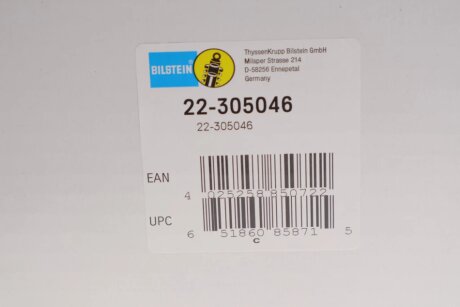 BILSTEIN
ThyssenKrupp Bilstein GmbH
Milsper Strasse 214
D-58256 Ennepetal
Germany
22-305046
22-305046
EAN
4 025258 850722
UPC
6 51860 85871 5
C